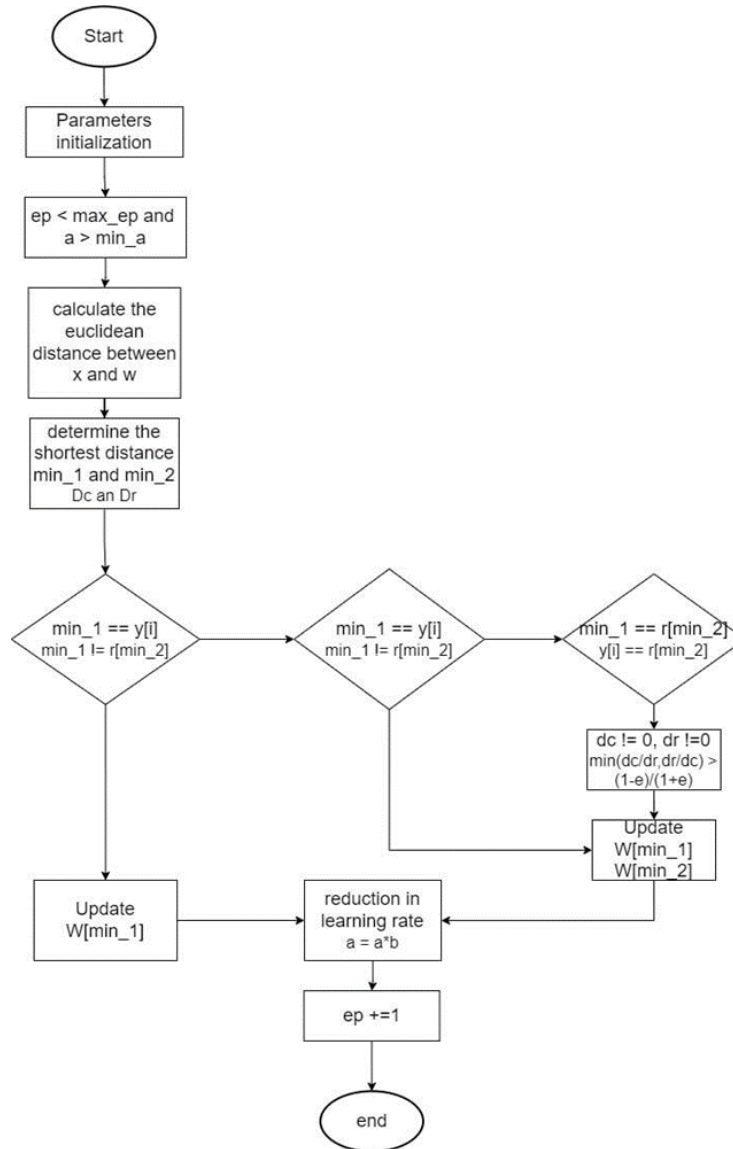 Start
Parameters
initialization
ep < max_ep and
a > min_a
calculate the
euclidean
distance between
x and w
determine the
shortest distance
min_1 and min_2
Dc an Dr
min_1 == y[i]
min_1 != r[min_2]
min_1 == y[i]
min_1 != r[min_2]
min_1 == r[min_2]
y[i] == r[min_2]
dc != 0, dr !=0
min(dc/dr,dr/dc) >
(1-e)/(1+e)
Update
W[min_1]
W[min_2]
Update
W[min_1]
reduction in
learning rate
a = a*b
ep +=1
end